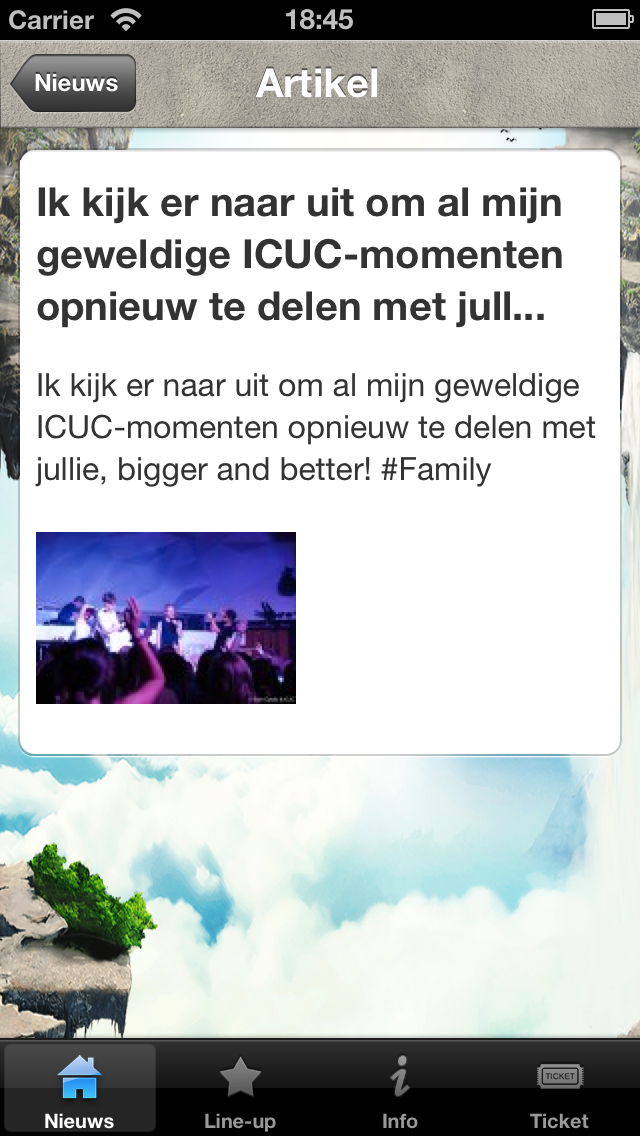 Carrier 18:45
Nieuws Artikel
Ik kijk er naar uit om al mijn
geweldige ICUC-momenten
opnieuw te delen met jull...
Ik kijk er naar uit om al mijn geweldige
ICUC-momenten opnieuw te delen met
jullie, bigger and better! #Family
TICKET
Nieuws Line-up Info Ticket